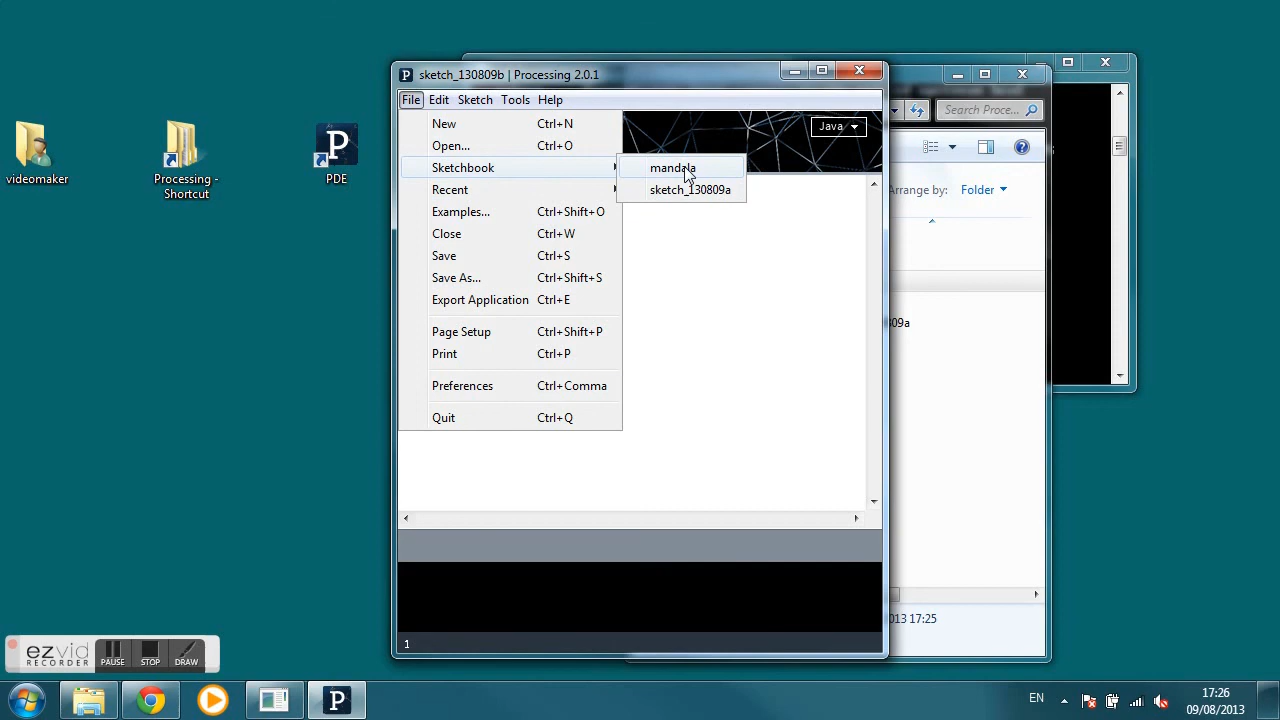 sketch_130809b | Processing 2.0.1
File Edit Sketch Tools Help
Java
New Ctrl+N
Open... Ctrl+O
Sketchbook
mandala
Recent
sketch_130809a
Examples... Ctrl+Shift+O
Close Ctrl+W
Save Ctrl+S
Save As... Ctrl+Shift+S
Export Application Ctrl+E
Page Setup Ctrl+Shift+P
Print Ctrl+P
Preferences Ctrl+Comma
Quit Ctrl+Q
1
Search Proce...
Arrange by: Folder
09a
013 17:25
videomaker
Processing -
Shortcut
P
PDE
ezvid
RECORDER
PAUSE STOP DRAW
EN
17:26
09/08/2013